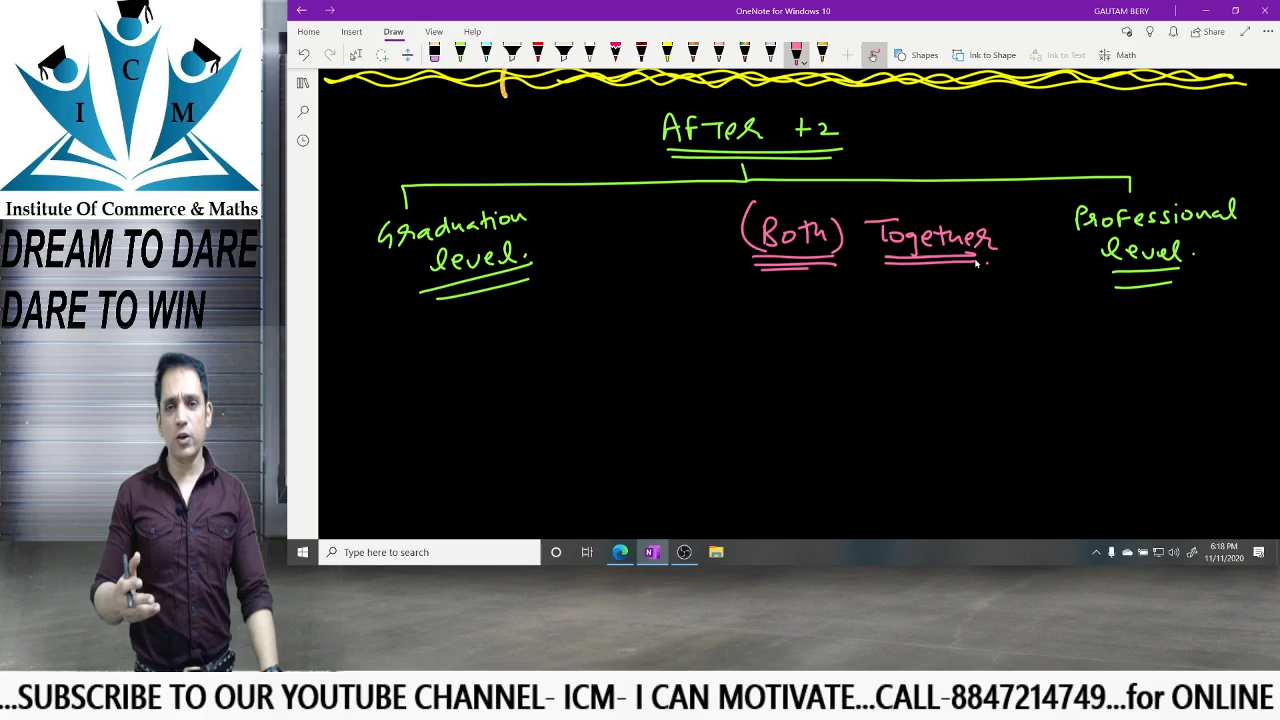 OneNote for Windows 10
GAUTAM BERY
Home Insert Draw View Help
Share
Shapes
Ink to Shape
Ink to Text
Math
C
I M
Institute Of Commerce & Maths
DREAM TO DARE
DARE TO WIN
AFTER +2
Graduation
level.
(Both) Together
Professional
level.
Type here to search
6:18 PM
11/11/2020
...SUBSCRIBE TO OUR YOUTUBE CHANNEL- ICM- I CAN MOTIVATE...CALL-8847214749...for ONLINE